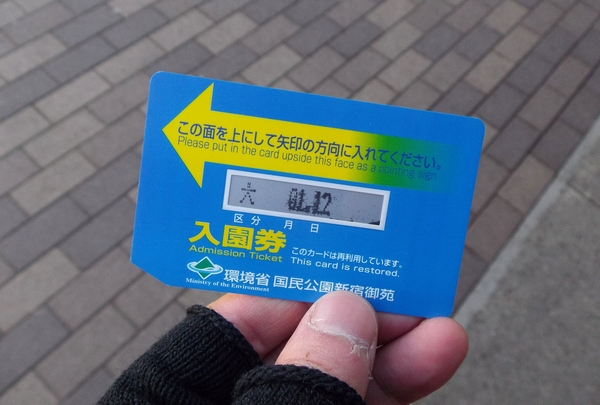 この面を上にして矢印の方向に入れてください。
Please put in the card upside this face as a pointing sign
大 01.12
区分 月 日
入園券
Admission Ticket
このカードは再利用しています。
This card is restored.
環境省 国民公園新宿御苑
Ministry of the Environment